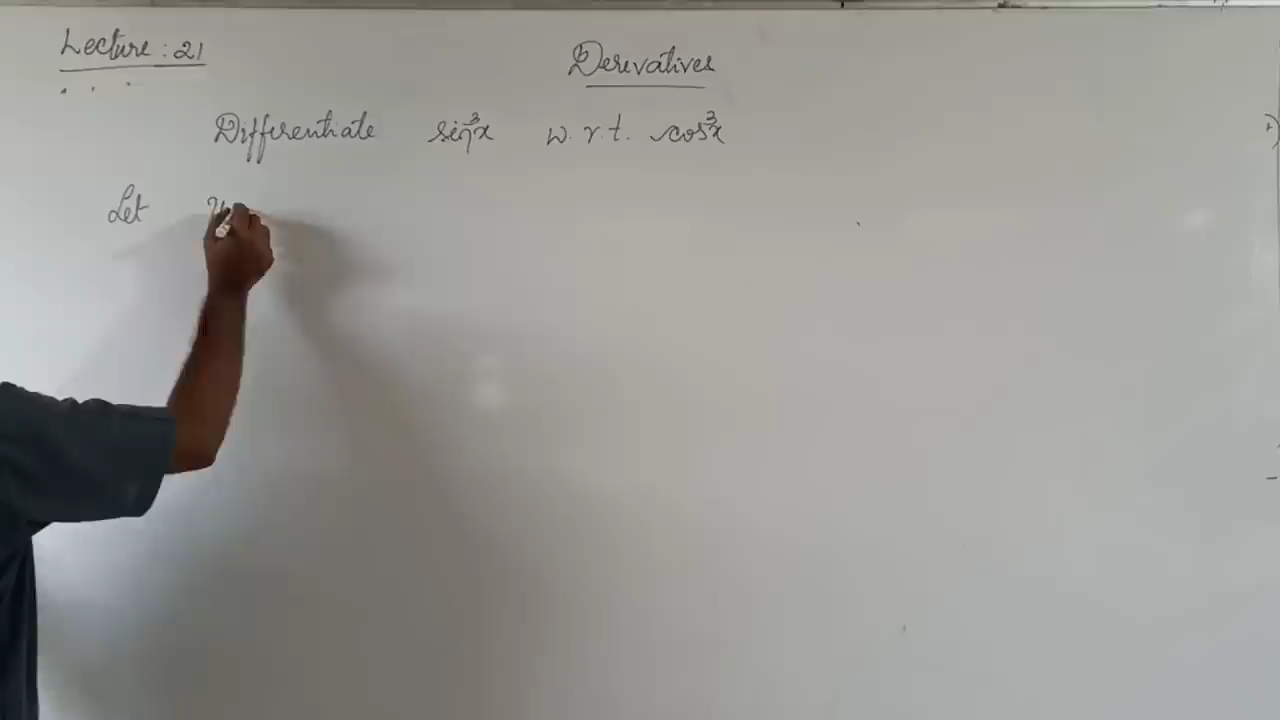 Lecture : 21
Derivatives
Differentiate sin³x w.r.t. cos³x
Let